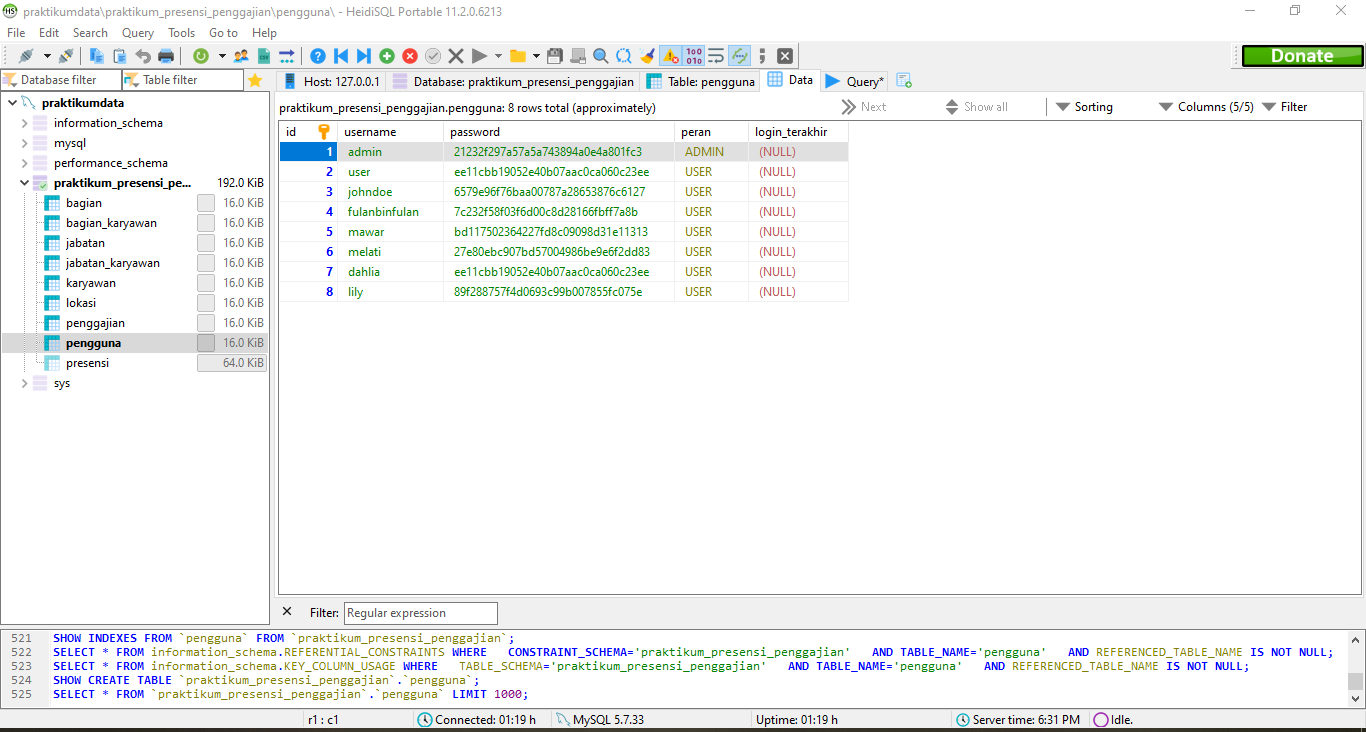 praktikumdata\praktikum_presensi_penggajian\pengguna\ - HeidiSQL Portable 11.2.0.6213
File Edit Search Query Tools Go to Help
Donate
Database filter Table filter Host: 127.0.0.1 Database: praktikum_presensi_penggajian Table: pengguna Data Query*
praktikumdata
information_schema
mysql
performance_schema
praktikum_presensi_pe... 192.0 KiB
bagian 16.0 KiB
bagian_karyawan 16.0 KiB
jabatan 16.0 KiB
jabatan_karyawan 16.0 KiB
karyawan 16.0 KiB
lokasi 16.0 KiB
penggajian 16.0 KiB
pengguna 16.0 KiB
presensi 64.0 KiB
sys
praktikum_presensi_penggajian.pengguna: 8 rows total (approximately) Next Show all Sorting Columns (5/5) Filter
id username password peran login_terakhir
1 admin 21232f297a57a5a743894a0e4a801fc3 ADMIN (NULL)
2 user ee11cbb19052e40b07aac0ca060c23ee USER (NULL)
3 johndoe 6579e96f76baa00787a28653876c6127 USER (NULL)
4 fulanbinfulan 7c232f58f03f6d00c8d28166fbff7a8b USER (NULL)
5 mawar bd117502364227fd8c09098d31e11313 USER (NULL)
6 melati 27e80ebc907bd57004986be9e6f2dd83 USER (NULL)
7 dahlia ee11cbb19052e40b07aac0ca060c23ee USER (NULL)
8 lily 89f288757f4d0693c99b007855fc075e USER (NULL)
Filter: Regular expression
521 SHOW INDEXES FROM `pengguna` FROM `praktikum_presensi_penggajian`;
522 SELECT * FROM information_schema.REFERENTIAL_CONSTRAINTS WHERE CONSTRAINT_SCHEMA='praktikum_presensi_penggajian' AND TABLE_NAME='pengguna' AND REFERENCED_TABLE_NAME IS NOT NULL;
523 SELECT * FROM information_schema.KEY_COLUMN_USAGE WHERE TABLE_SCHEMA='praktikum_presensi_penggajian' AND TABLE_NAME='pengguna' AND REFERENCED_TABLE_NAME IS NOT NULL;
524 SHOW CREATE TABLE `praktikum_presensi_penggajian`.`pengguna`;
525 SELECT * FROM `praktikum_presensi_penggajian`.`pengguna` LIMIT 1000;
r1 : c1 Connected: 01:19 h MySQL 5.7.33 Uptime: 01:19 h Server time: 6:31 PM Idle.